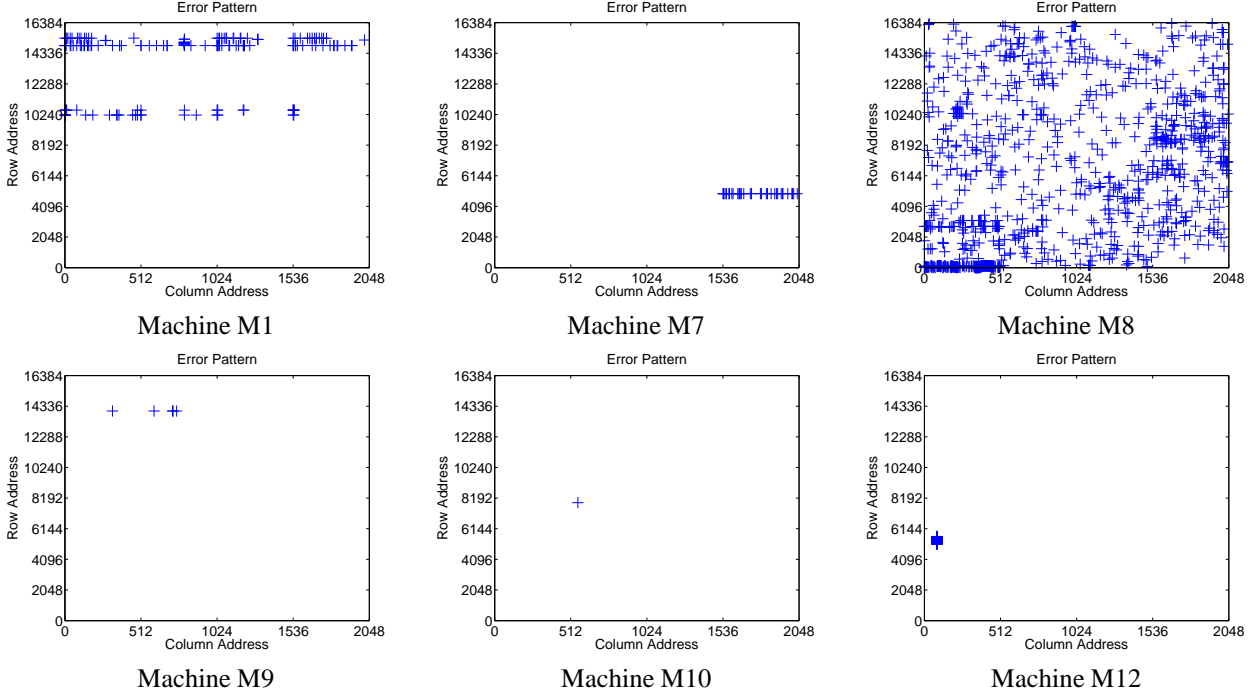 Error Pattern
16384
14336
12288
10240
8192
6144
4096
2048
0
Row Address
0 512 1024 1536 2048
Column Address
Machine M1
Error Pattern
16384
14336
12288
10240
8192
6144
4096
2048
0
Row Address
0 512 1024 1536 2048
Column Address
Machine M7
Error Pattern
16384
14336
12288
10240
8192
6144
4096
2048
0
Row Address
0 512 1024 1536 2048
Column Address
Machine M8
Error Pattern
16384
14336
12288
10240
8192
6144
4096
2048
0
Row Address
0 512 1024 1536 2048
Column Address
Machine M9
Error Pattern
16384
14336
12288
10240
8192
6144
4096
2048
0
Row Address
0 512 1024 1536 2048
Column Address
Machine M10
Error Pattern
16384
14336
12288
10240
8192
6144
4096
2048
0
Row Address
0 512 1024 1536 2048
Column Address
Machine M12